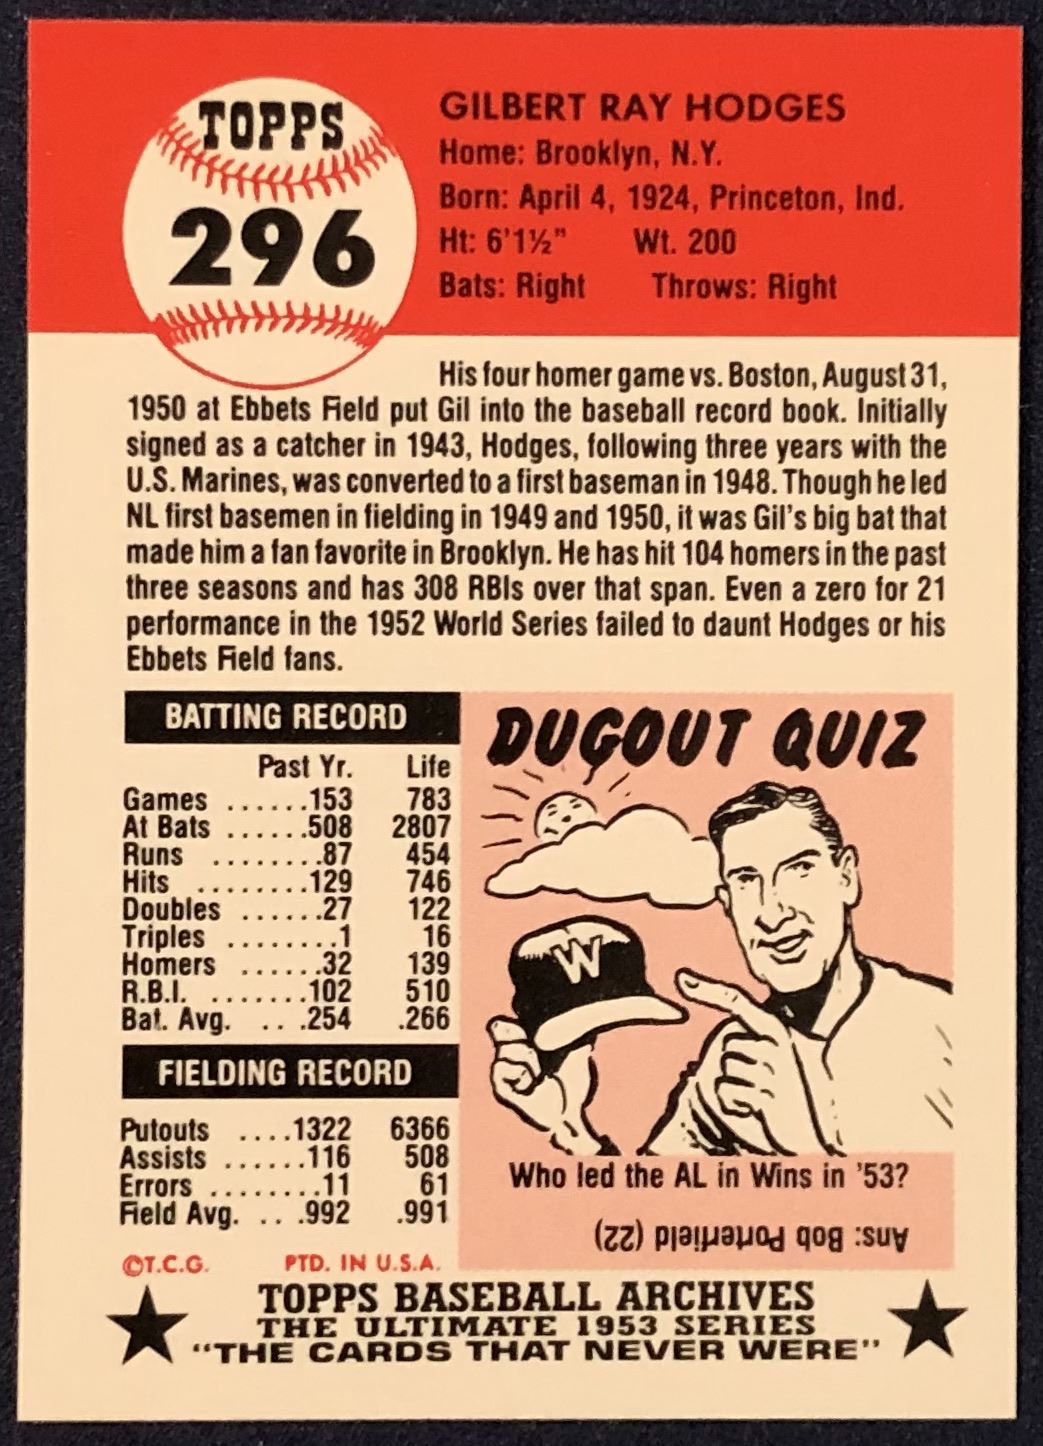 TOPPS
296
GILBERT RAY HODGES
Home: Brooklyn, N.Y.
Born: April 4, 1924, Princeton, Ind.
Ht: 6'1½" Wt. 200
Bats: Right Throws: Right
His four homer game vs. Boston, August 31,
1950 at Ebbets Field put Gil into the baseball record book. Initially
signed as a catcher in 1943, Hodges, following three years with the
U.S. Marines, was converted to a first baseman in 1948. Though he led
NL first basemen in fielding in 1949 and 1950, it was Gil's big bat that
made him a fan favorite in Brooklyn. He has hit 104 homers in the past
three seasons and has 308 RBIs over that span. Even a zero for 21
performance in the 1952 World Series failed to daunt Hodges or his
Ebbets Field fans.
BATTING RECORD
Past Yr. Life
Games ......153 783
At Bats ......508 2807
Runs ........87 454
Hits ........129 746
Doubles ......27 122
Triples ........1 16
Homers ......32 139
R.B.I. .......102 510
Bat. Avg. ...254 .266
FIELDING RECORD
Putouts ....1322 6366
Assists ......116 508
Errors ........11 61
Field Avg. ...992 .991
DUGOUT QUIZ
W
Who led the AL in Wins in '53?
Ans: Bob Porterfield (22)
©T.C.G. PTD. IN U.S.A.
TOPPS BASEBALL ARCHIVES
THE ULTIMATE 1953 SERIES
"THE CARDS THAT NEVER WERE"